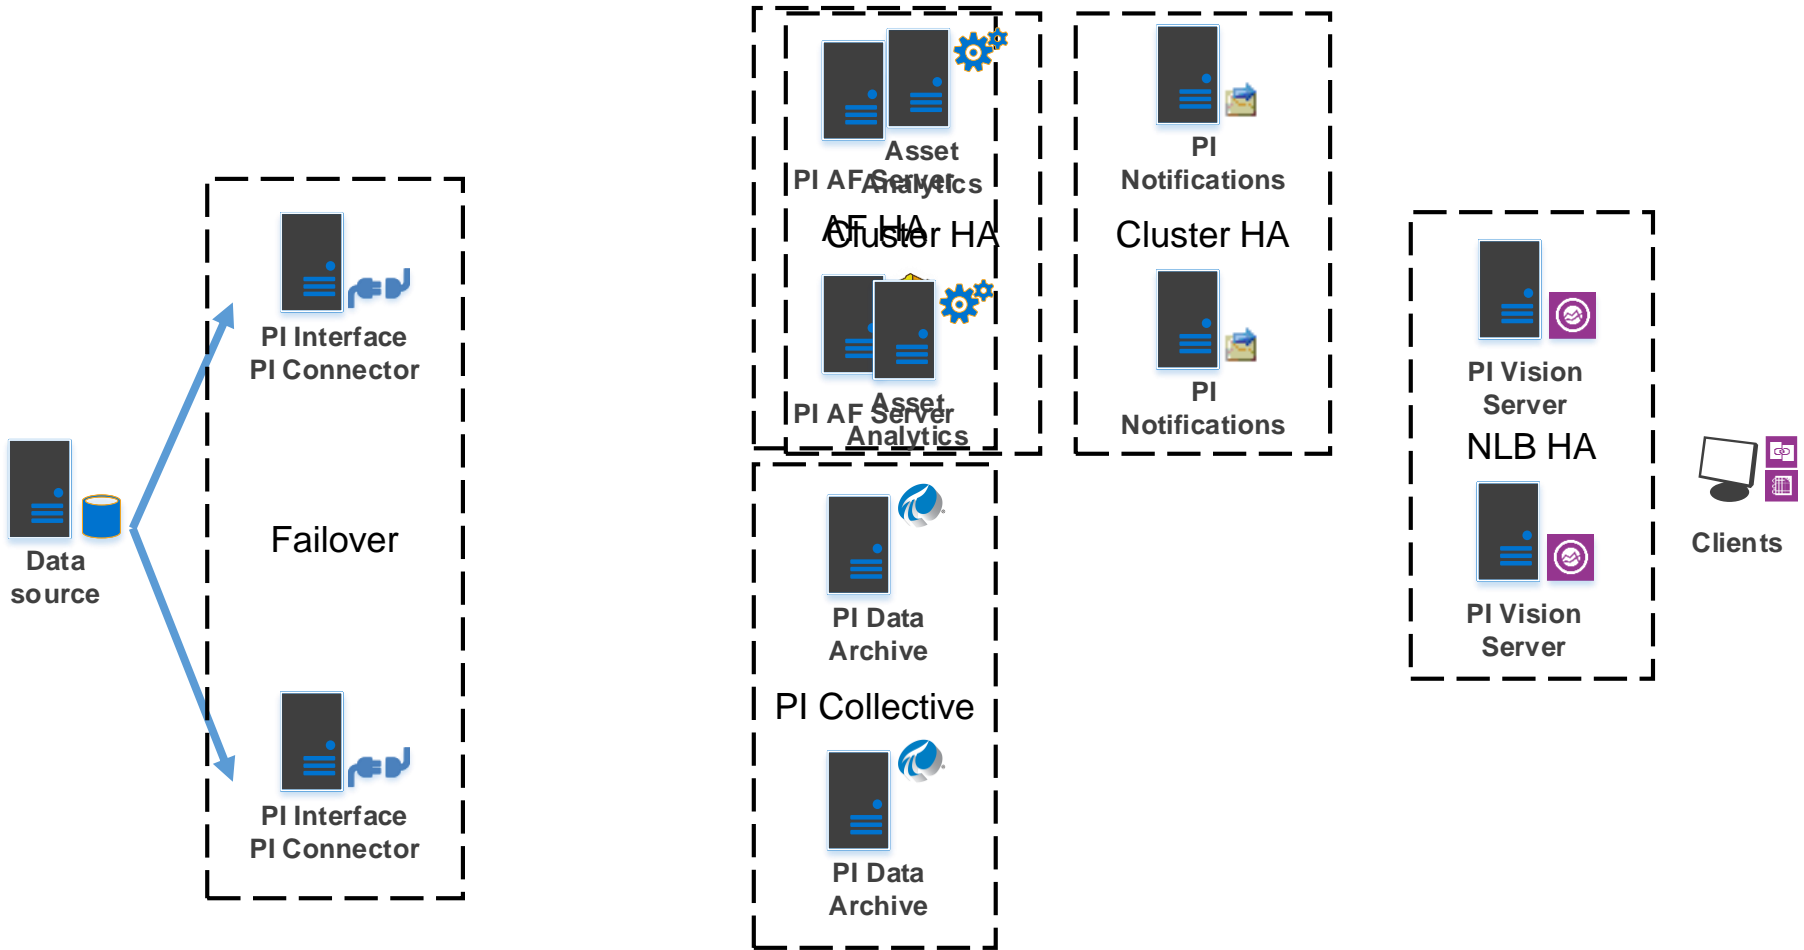 Data
source
PI Interface
PI Connector
Failover
PI Interface
PI Connector
PI AF Server
AF HA
PI AF Server
Asset
Analytics
Cluster HA
Asset
Analytics
PI
Notifications
Cluster HA
PI
Notifications
PI Data
Archive
PI Collective
PI Data
Archive
PI Vision
Server
NLB HA
PI Vision
Server
Clients